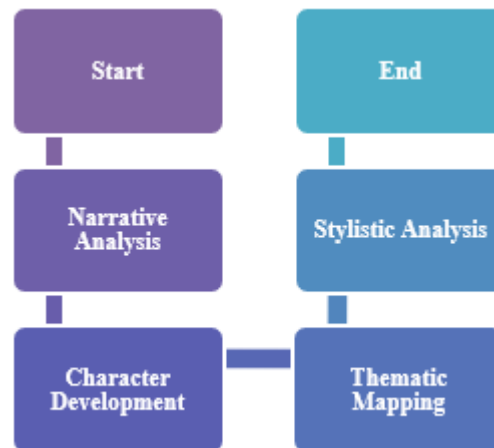 Start
Narrative
Analysis
Character
Development
Thematic
Mapping
Stylistic Analysis
End